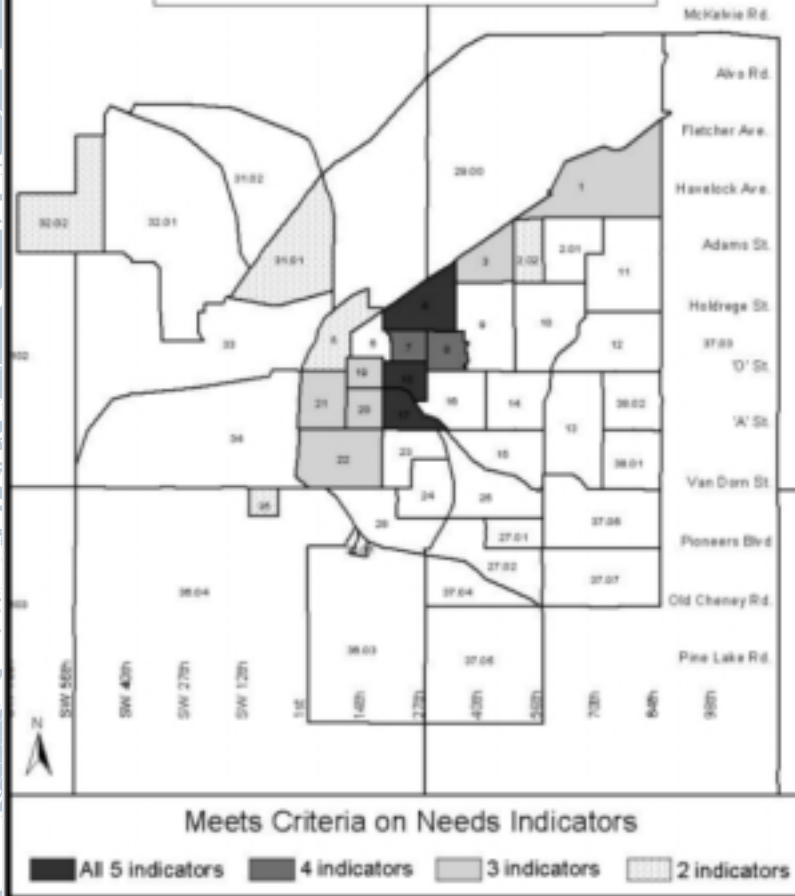 McKelvie Rd.
Alvo Rd.
Fletcher Ave.
29.00
31.02
1
Havelock Ave.
32.02
32.01
Adams St.
2.01
31.01
3
2.02
11
Holdrege St.
4
9
10
33
5
6
7
8
12
37.03
'O' St.
19
18
21
20
16
14
38.02
17
'A' St.
13
34
23
15
22
38.01
Van Dorn St.
24
35
25
37.06
27.01
Pioneers Blvd
27.02
37.07
36.04
37.04
Old Cheney Rd.
36.03
37.05
Pine Lake Rd.
SW 56th
SW 40th
SW 27th
SW 12th
1st
14th
27th
40th
56th
70th
84th
98th
N
Meets Criteria on Needs Indicators
All 5 indicators
4 indicators
3 indicators
2 indicators